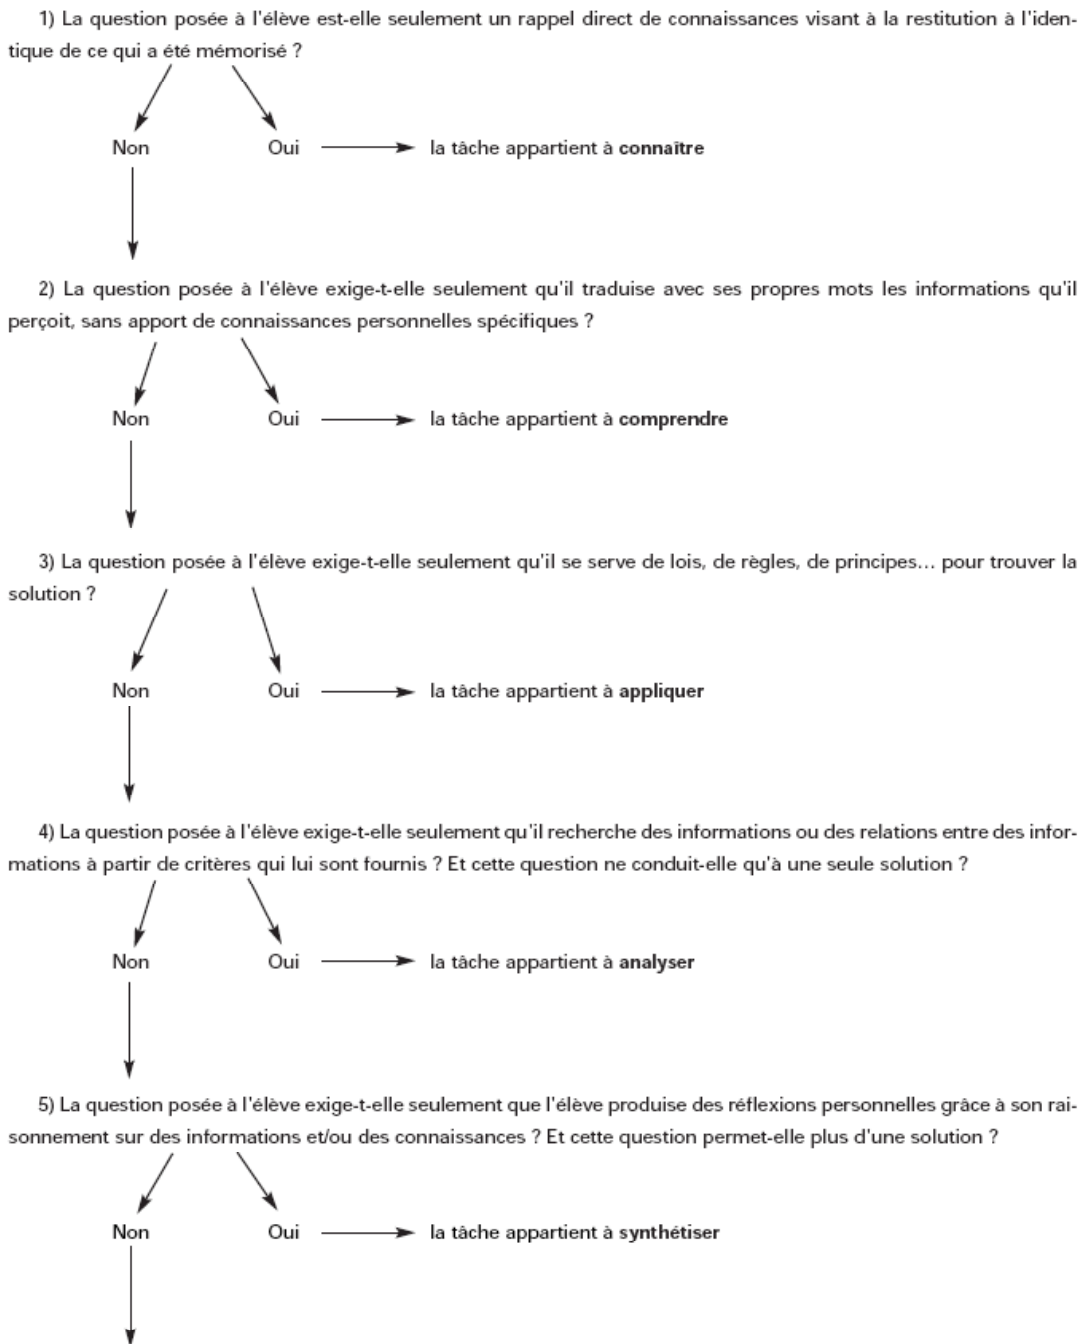 1) La question posée à l'élève est-elle seulement un rappel direct de connaissances visant à la restitution à l'iden-
tique de ce qui a été mémorisé ?
Non Oui la tâche appartient à connaître
2) La question posée à l'élève exige-t-elle seulement qu'il traduise avec ses propres mots les informations qu'il
perçoit, sans apport de connaissances personnelles spécifiques ?
Non Oui la tâche appartient à comprendre
3) La question posée à l'élève exige-t-elle seulement qu'il se serve de lois, de règles, de principes... pour trouver la
solution ?
Non Oui la tâche appartient à appliquer
4) La question posée à l'élève exige-t-elle seulement qu'il recherche des informations ou des relations entre des infor-
mations à partir de critères qui lui sont fournis ? Et cette question ne conduit-elle qu'à une seule solution ?
Non Oui la tâche appartient à analyser
5) La question posée à l'élève exige-t-elle seulement que l'élève produise des réflexions personnelles grâce à son rai-
sonnement sur des informations et/ou des connaissances ? Et cette question permet-elle plus d'une solution ?
Non Oui la tâche appartient à synthétiser